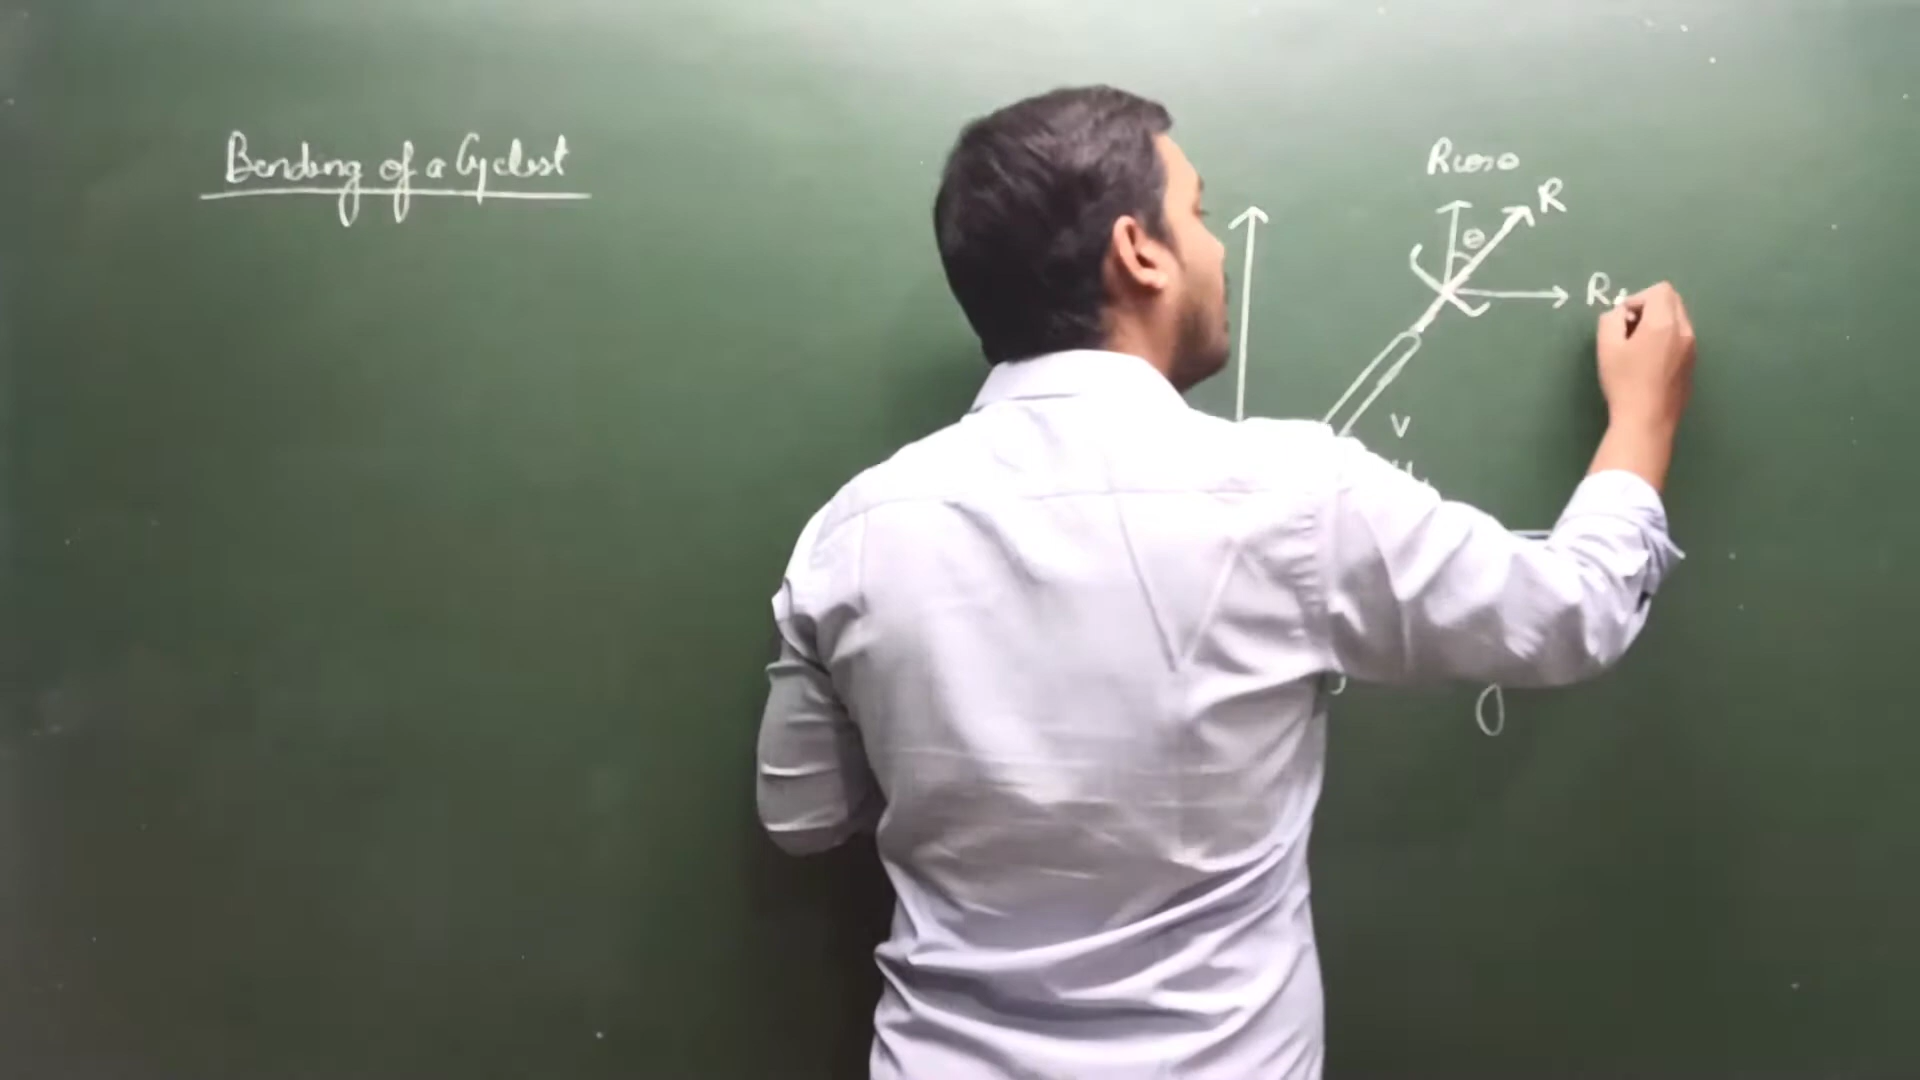 Bending of a Cyclist
Rcosθ
R
θ
R
V